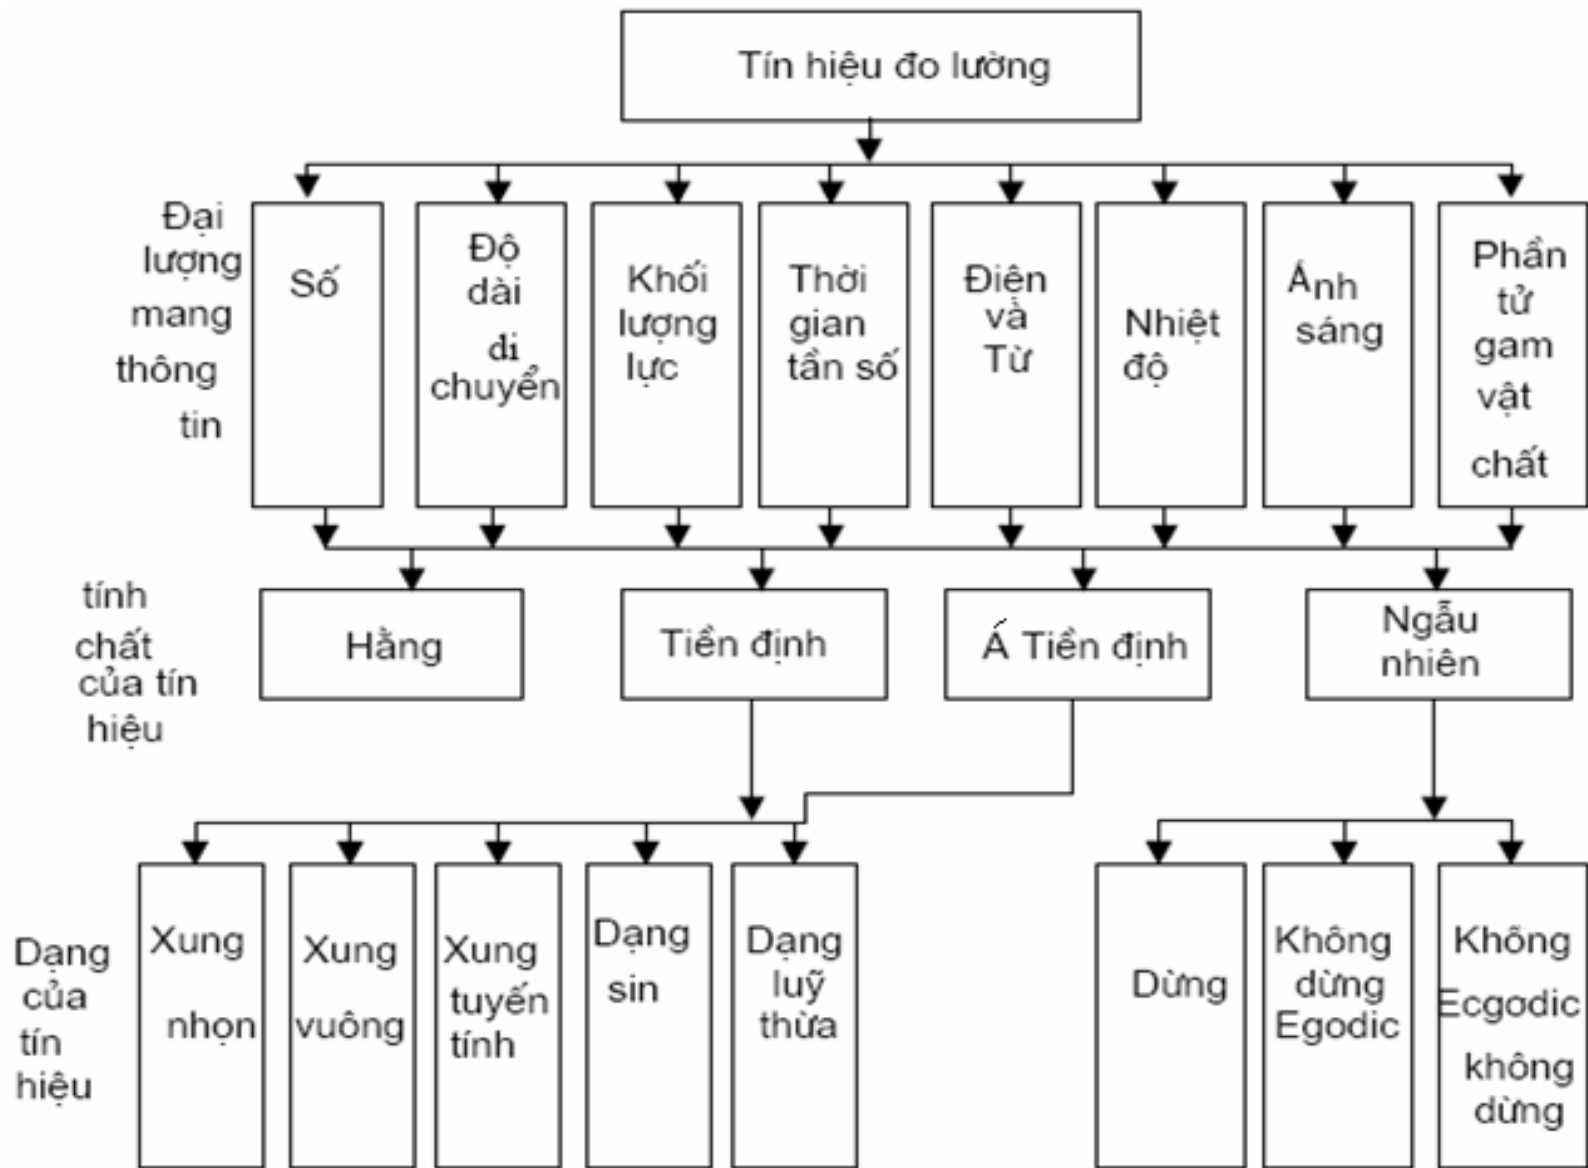 Tín hiệu đo lường
Đại
lượng
mang
thông
tin
Số
Độ
dài
di
chuyển
Khối
lượng
lực
Thời
gian
tần số
Điện
và
Từ
Nhiệt
độ
Ánh
sáng
Phần
tử
gam
vật
chất
tính
chất
của tín
hiệu
Hằng
Tiền định
Á Tiền định
Ngẫu
nhiên
Dạng
của
tín
hiệu
Xung
nhọn
Xung
vuông
Xung
tuyến
tính
Dạng
sin
Dạng
luỹ
thừa
Dừng
Không
dừng
Egodic
Không
Ecgodic
không
dừng